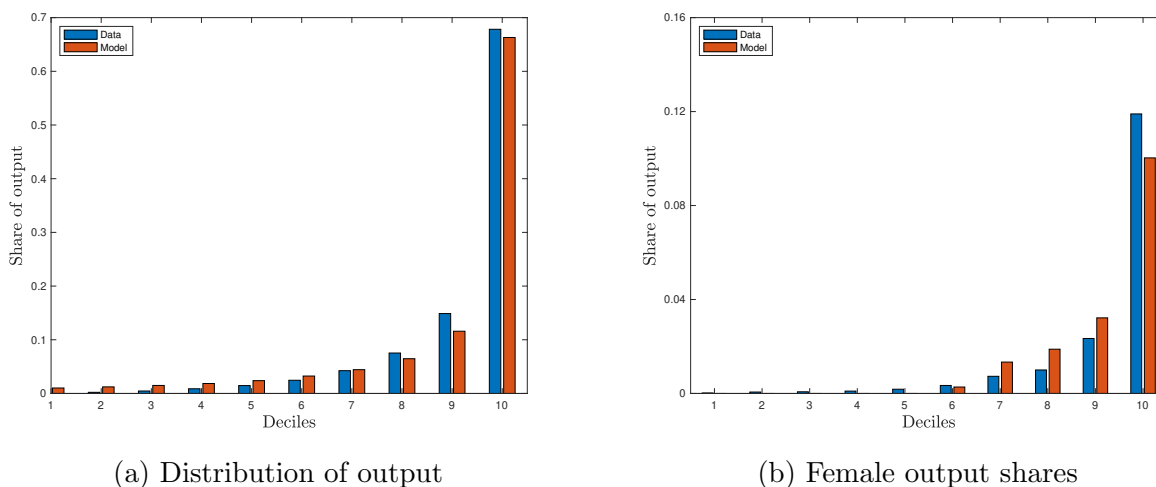 Share of output
0.7
0.6
0.5
0.4
0.3
0.2
0.1
0
Data
Model
1 2 3 4 5 6 7 8 9 10
Deciles
(a) Distribution of output
Share of output
0.16
0.12
0.08
0.04
0
Data
Model
1 2 3 4 5 6 7 8 9 10
Deciles
(b) Female output shares